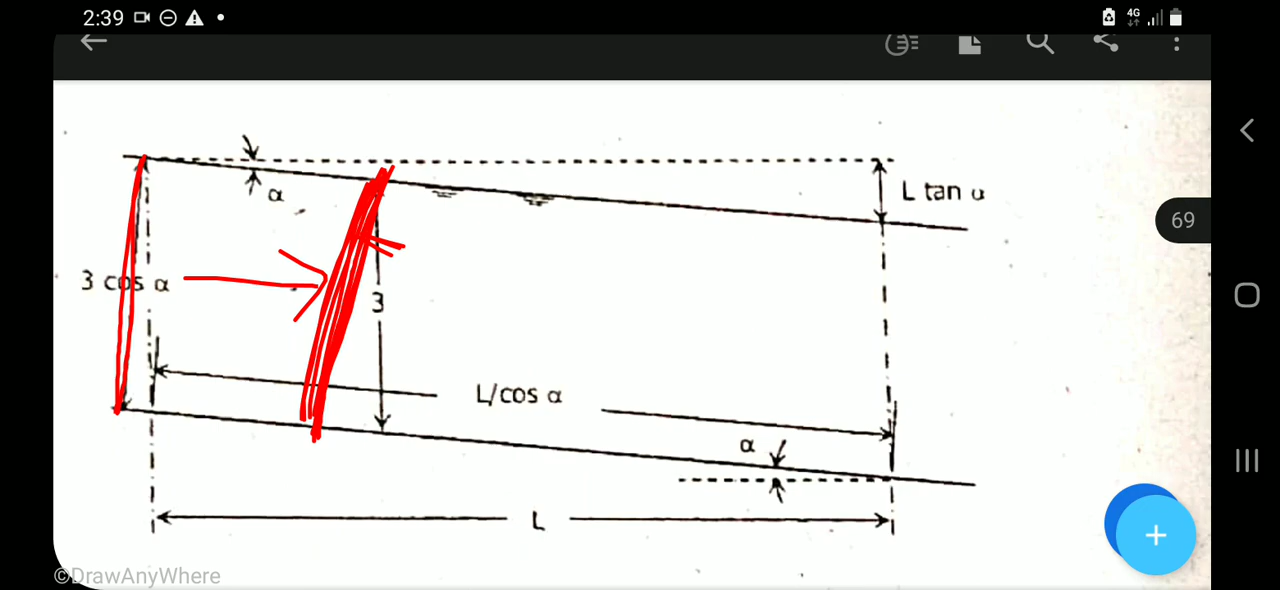 2:39
4G
α
L tan α
69
3 cos α
3
L/cos α
α
L
©DrawAnyWhere